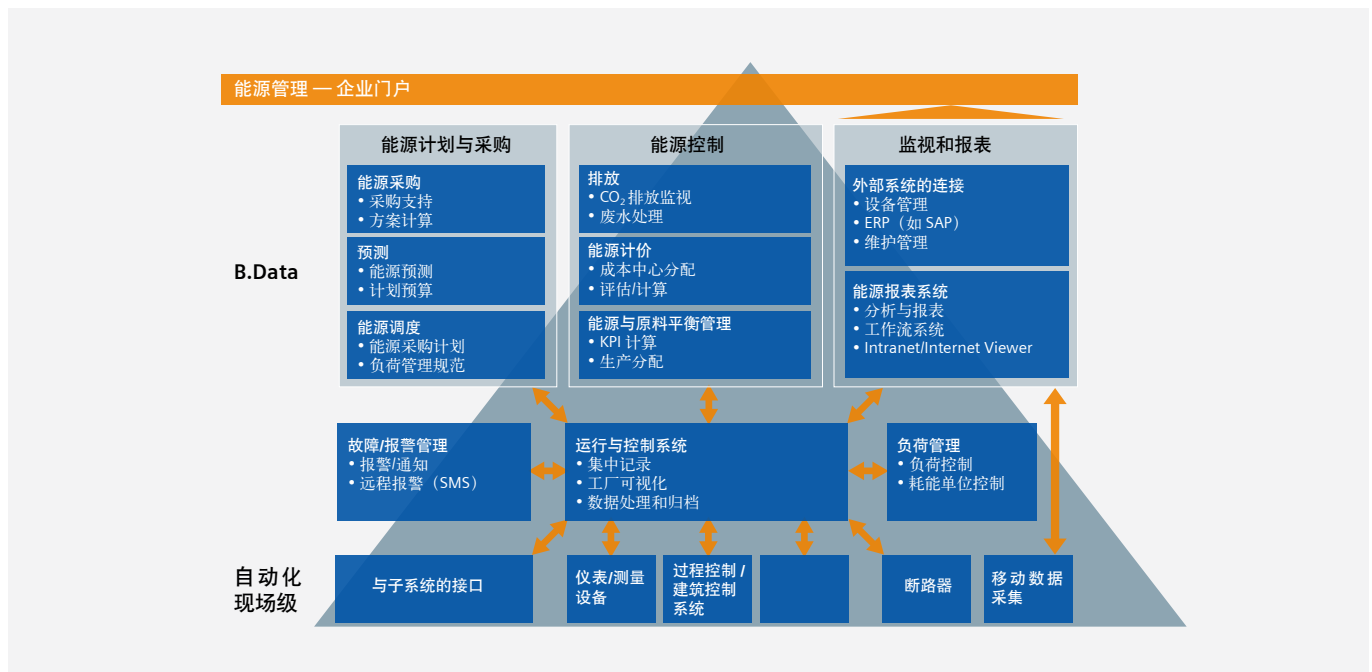 能源管理 — 企业门户
能源计划与采购
能源采购
• 采购支持
• 方案计算
预测
• 能源预测
• 计划预算
能源调度
• 能源采购计划
• 负荷管理规范
能源控制
排放
• CO₂ 排放监视
• 废水处理
能源计价
• 成本中心分配
• 评估/计算
能源与原料平衡管理
• KPI 计算
• 生产分配
监视和报表
外部系统的连接
• 设备管理
• ERP（如 SAP）
• 维护管理
能源报表系统
• 分析与报表
• 工作流系统
• Intranet/Internet Viewer
B.Data
故障/报警管理
• 报警/通知
• 远程报警（SMS）
运行与控制系统
• 集中记录
• 工厂可视化
• 数据处理和归档
负荷管理
• 负荷控制
• 耗能单位控制
自动化
现场级
与子系统的接口
仪表/测量
设备
过程控制 /
建筑控制
系统
断路器
移动数据
采集